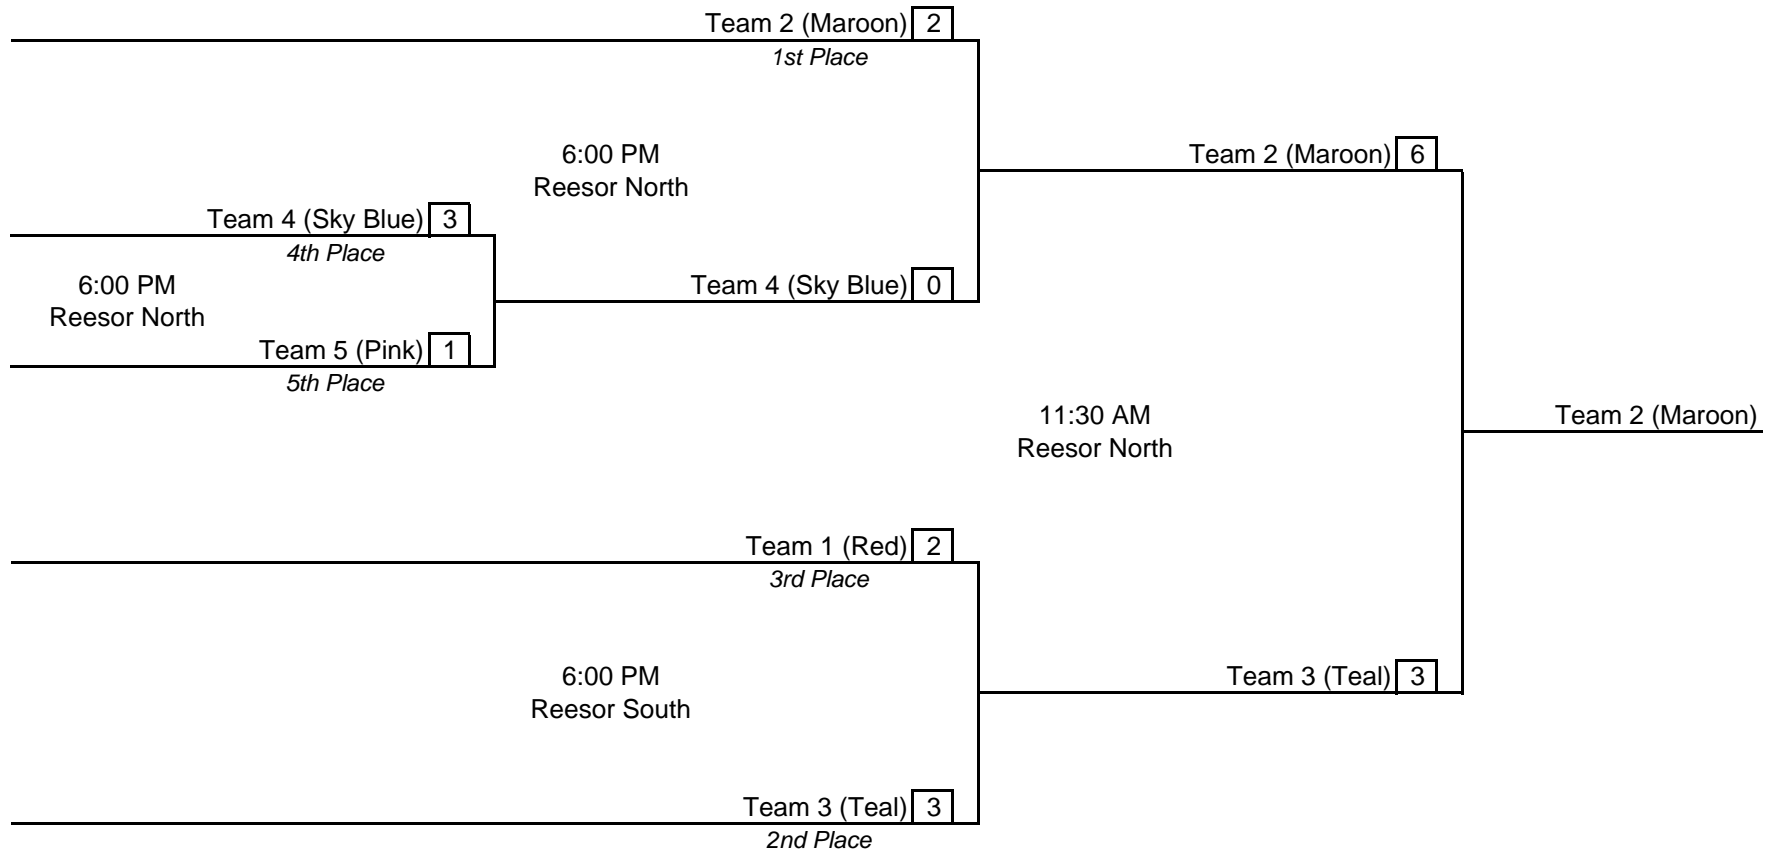 Team 2 (Maroon) 2
1st Place
6:00 PM
Reesor North
Team 2 (Maroon) 6
Team 4 (Sky Blue) 3
4th Place
6:00 PM
Reesor North
Team 4 (Sky Blue) 0
Team 5 (Pink) 1
5th Place
11:30 AM
Reesor North
Team 2 (Maroon)
Team 1 (Red) 2
3rd Place
6:00 PM
Reesor South
Team 3 (Teal) 3
Team 3 (Teal) 3
2nd Place